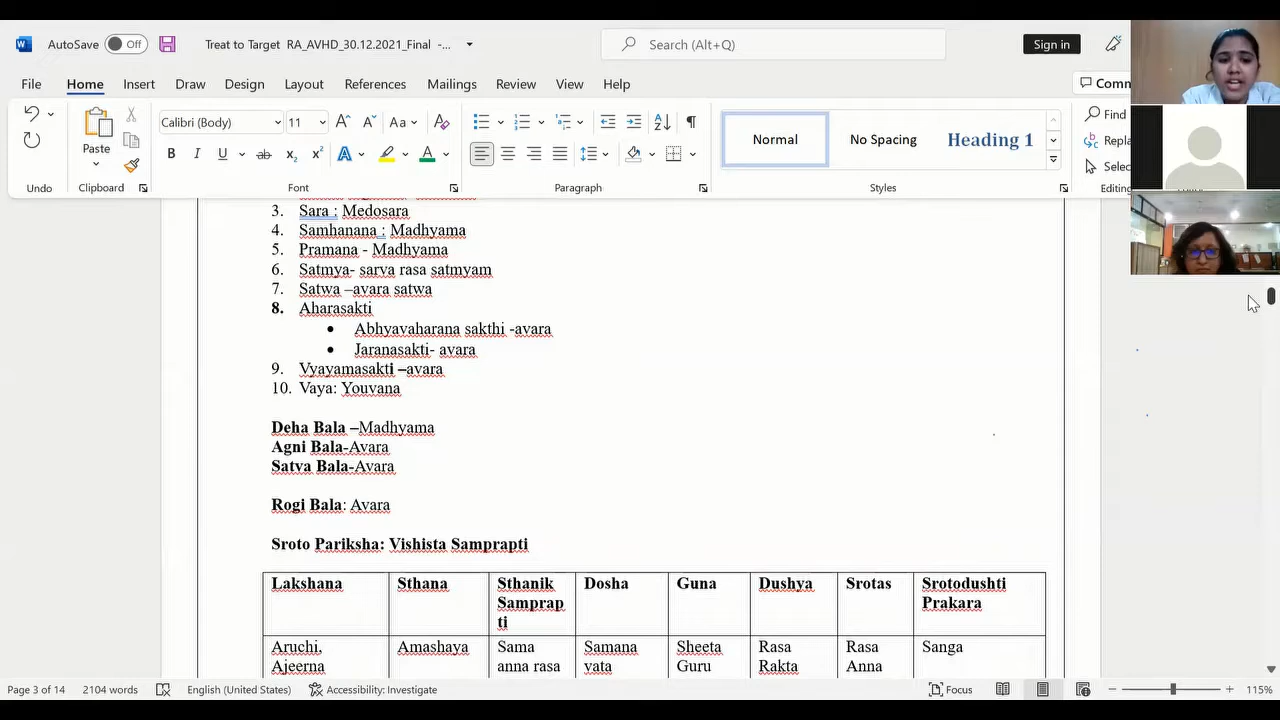 AutoSave Off Treat to Target RA_AVHD_30.12.2021_Final -... Search (Alt+Q) Sign in
File Home Insert Draw Design Layout References Mailings Review View Help Comm
Calibri (Body) 11 Aa Normal No Spacing Heading 1 Find
Paste Repla
Selec
Undo Clipboard Font Paragraph Styles Editing
3. Sara : Medosara
4. Samhanana : Madhyama
5. Pramana - Madhyama
6. Satmya- sarva rasa satmyam
7. Satwa –avara satwa
8. Aharasakti
• Abhyavaharana sakthi -avara
• Jaranasakti- avara
9. Vyayamasakti –avara
10. Vaya: Youvana
Deha Bala –Madhyama
Agni Bala-Avara
Satva Bala-Avara
Rogi Bala: Avara
Sroto Pariksha: Vishista Samprapti
Lakshana Sthana Sthanik Dosha Guna Dushya Srotas Srotodushti
Samprap Prakara
ti
Aruchi, Amashaya Sama Samana Sheeta Rasa Rasa Sanga
Ajeerna anna rasa vata Guru Rakta Anna
Page 3 of 14 2104 words English (United States) Accessibility: Investigate Focus 115%